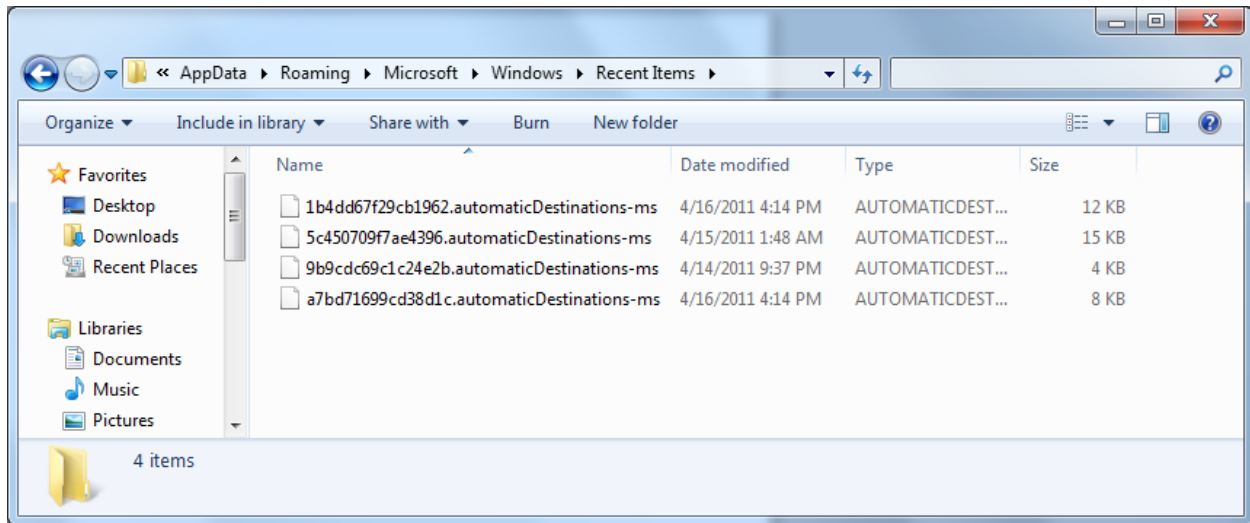 « AppData ▸ Roaming ▸ Microsoft ▸ Windows ▸ Recent Items ▸
Organize Include in library Share with Burn New folder
Favorites
Desktop
Downloads
Recent Places
Libraries
Documents
Music
Pictures
Name Date modified Type Size
1b4dd67f29cb1962.automaticDestinations-ms 4/16/2011 4:14 PM AUTOMATICDEST... 12 KB
5c450709f7ae4396.automaticDestinations-ms 4/15/2011 1:48 AM AUTOMATICDEST... 15 KB
9b9cdc69c1c24e2b.automaticDestinations-ms 4/14/2011 9:37 PM AUTOMATICDEST... 4 KB
a7bd71699cd38d1c.automaticDestinations-ms 4/16/2011 4:14 PM AUTOMATICDEST... 8 KB
4 items